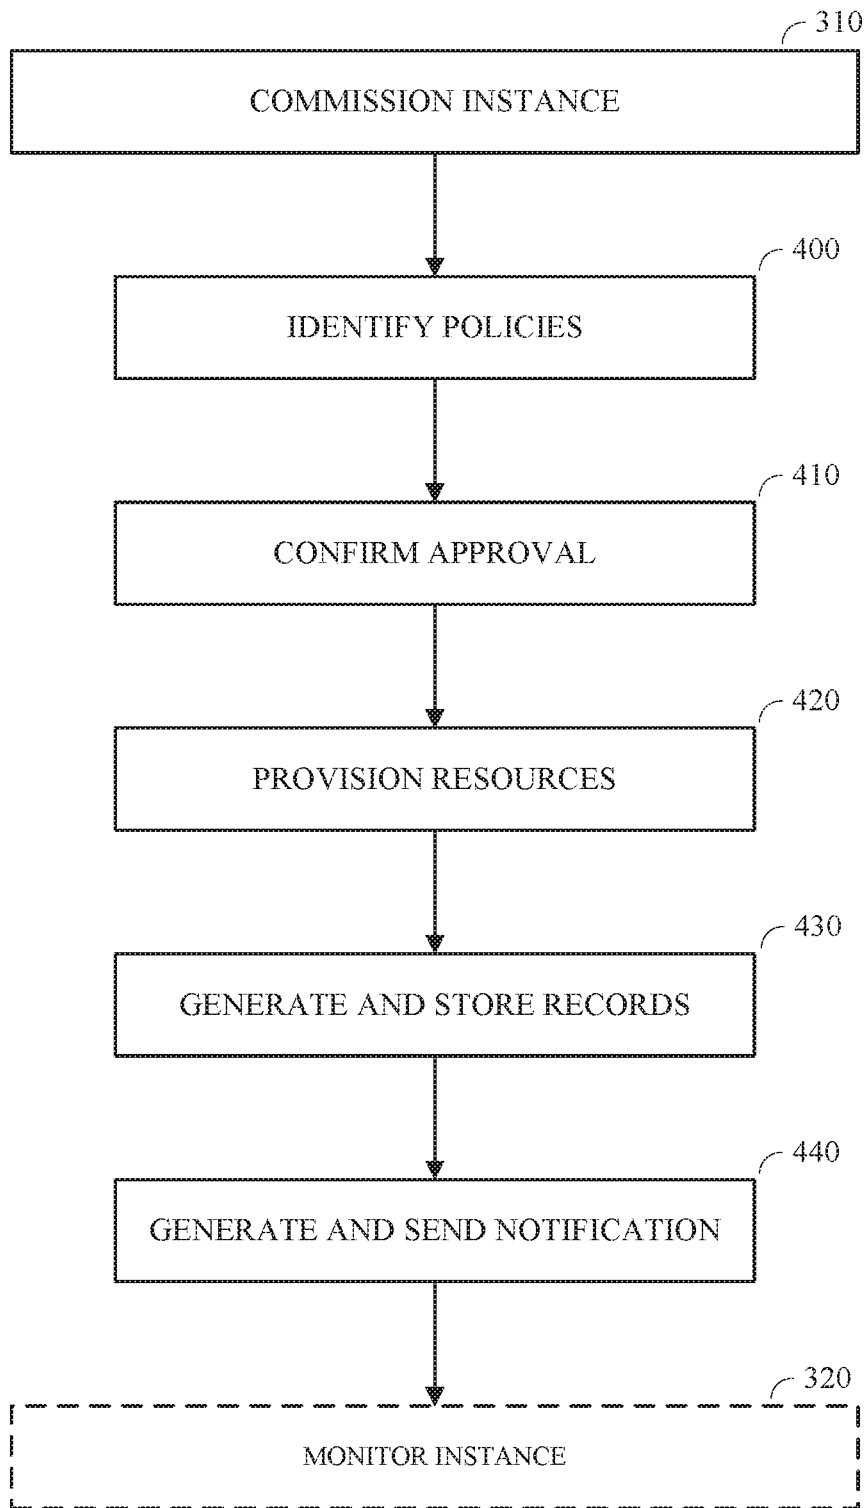 310
COMMISSION INSTANCE
400
IDENTIFY POLICIES
410
CONFIRM APPROVAL
420
PROVISION RESOURCES
430
GENERATE AND STORE RECORDS
440
GENERATE AND SEND NOTIFICATION
320
MONITOR INSTANCE